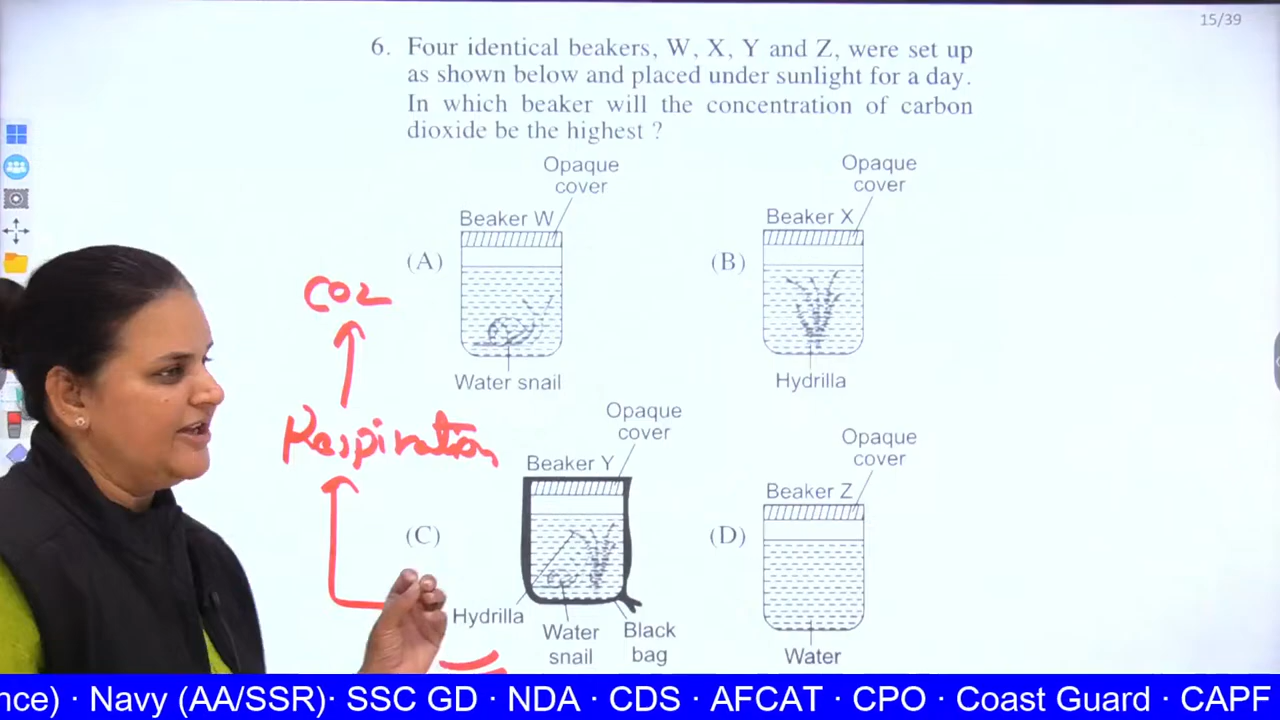 15/39
6. Four identical beakers, W, X, Y and Z, were set up
as shown below and placed under sunlight for a day.
In which beaker will the concentration of carbon
dioxide be the highest ?
Opaque
cover
Beaker W
(A)
Water snail
Opaque
cover
Beaker X
(B)
Hydrilla
CO2
Respiration
Opaque
cover
Beaker Y
(C)
Hydrilla
Water
snail
Black
bag
Opaque
cover
Beaker Z
(D)
Water
nce) · Navy (AA/SSR)· SSC GD · NDA · CDS · AFCAT · CPO · Coast Guard · CAPF